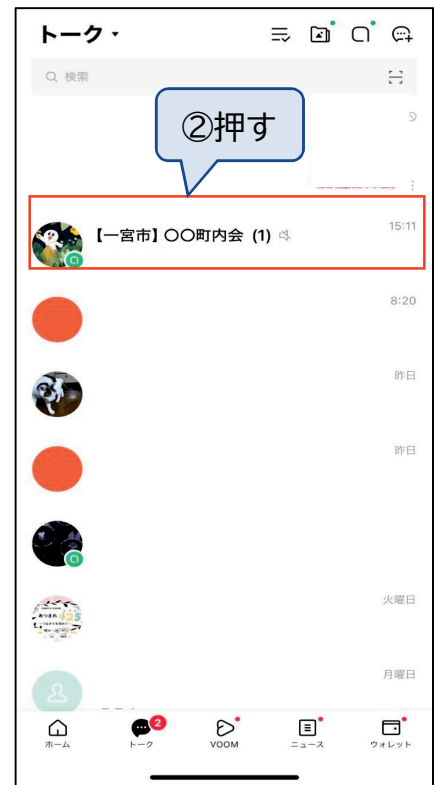 トーク
検索
②押す
【一宮市】〇〇町内会 (1)
15:11
8:20
昨日
昨日
火曜日
月曜日
2
ホーム
トーク
VOOM
ニュース
ウォレット